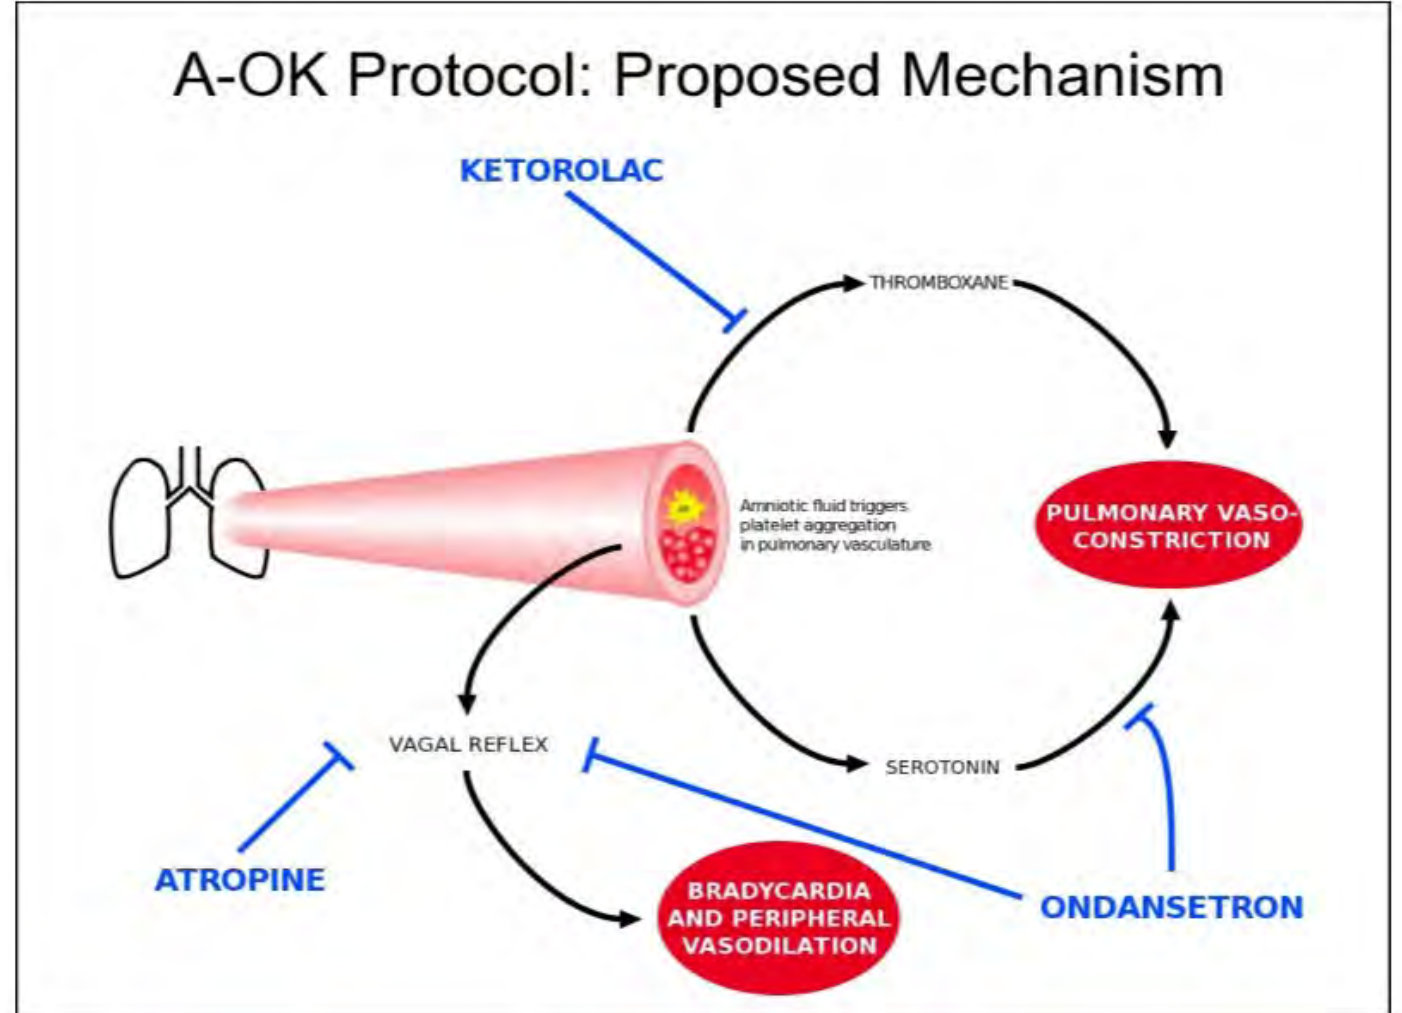 A-OK Protocol: Proposed Mechanism
KETOROLAC
THROMBOXANE
Amniotic fluid triggers
platelet aggregation
in pulmonary vasculature
PULMONARY VASO-
CONSTRICTION
VAGAL REFLEX
SEROTONIN
ATROPINE
BRADYCARDIA
AND PERIPHERAL
VASODILATION
ONDANSETRON